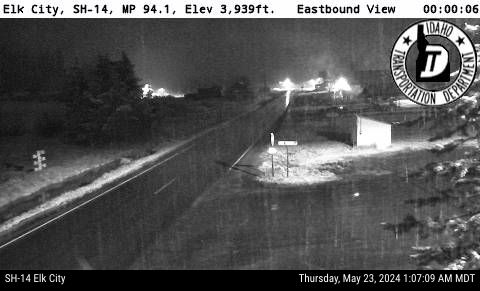 Elk City, SH-14, MP 94.1, Elev 3,939ft. Eastbound View 00:00:06
IDAHO
TRANSPORTATION DEPARTMENT
SH-14 Elk City Thursday, May 23, 2024 1:07:09 AM MDT